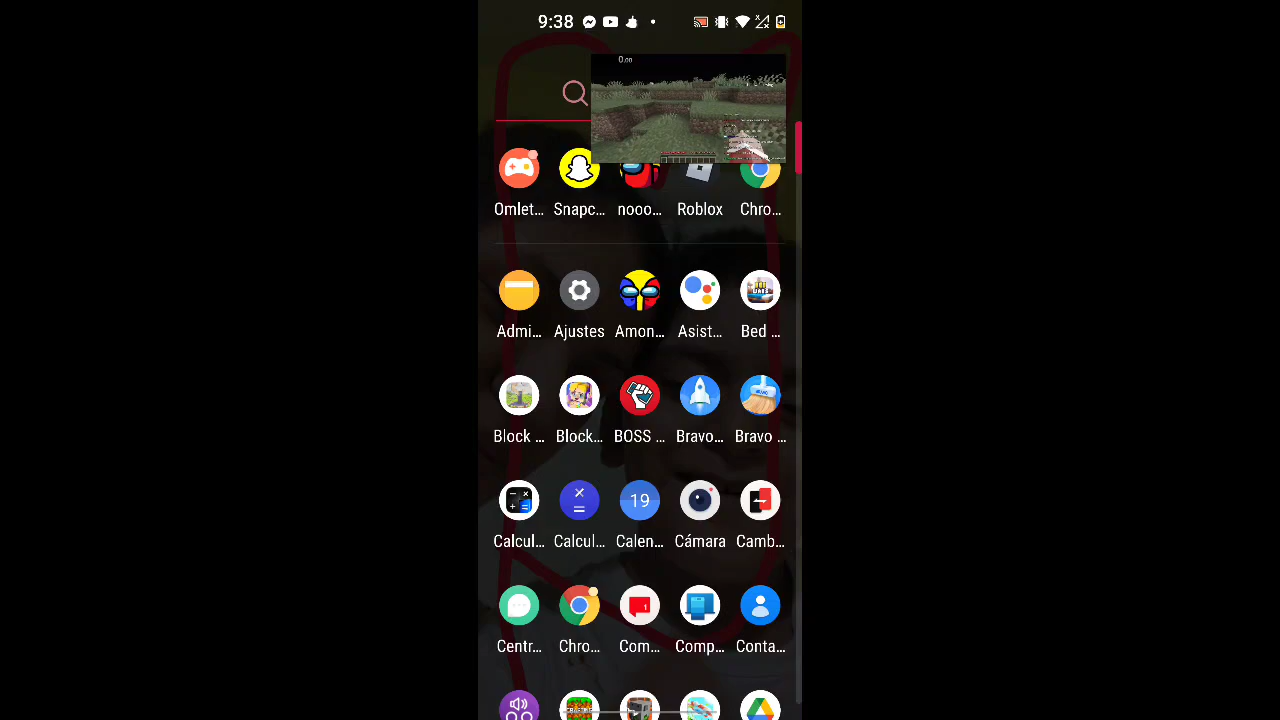 9:38
0.00
Omlet... Snapc... nooo... Roblox Chro...
Admi... Ajustes Amon... Asist... Bed ...
Block ... Block... BOSS ... Bravo... Bravo ...
19
Calcul... Calcul... Calen... Cámara Camb...
Centr... Chro... Com... Comp... Conta...